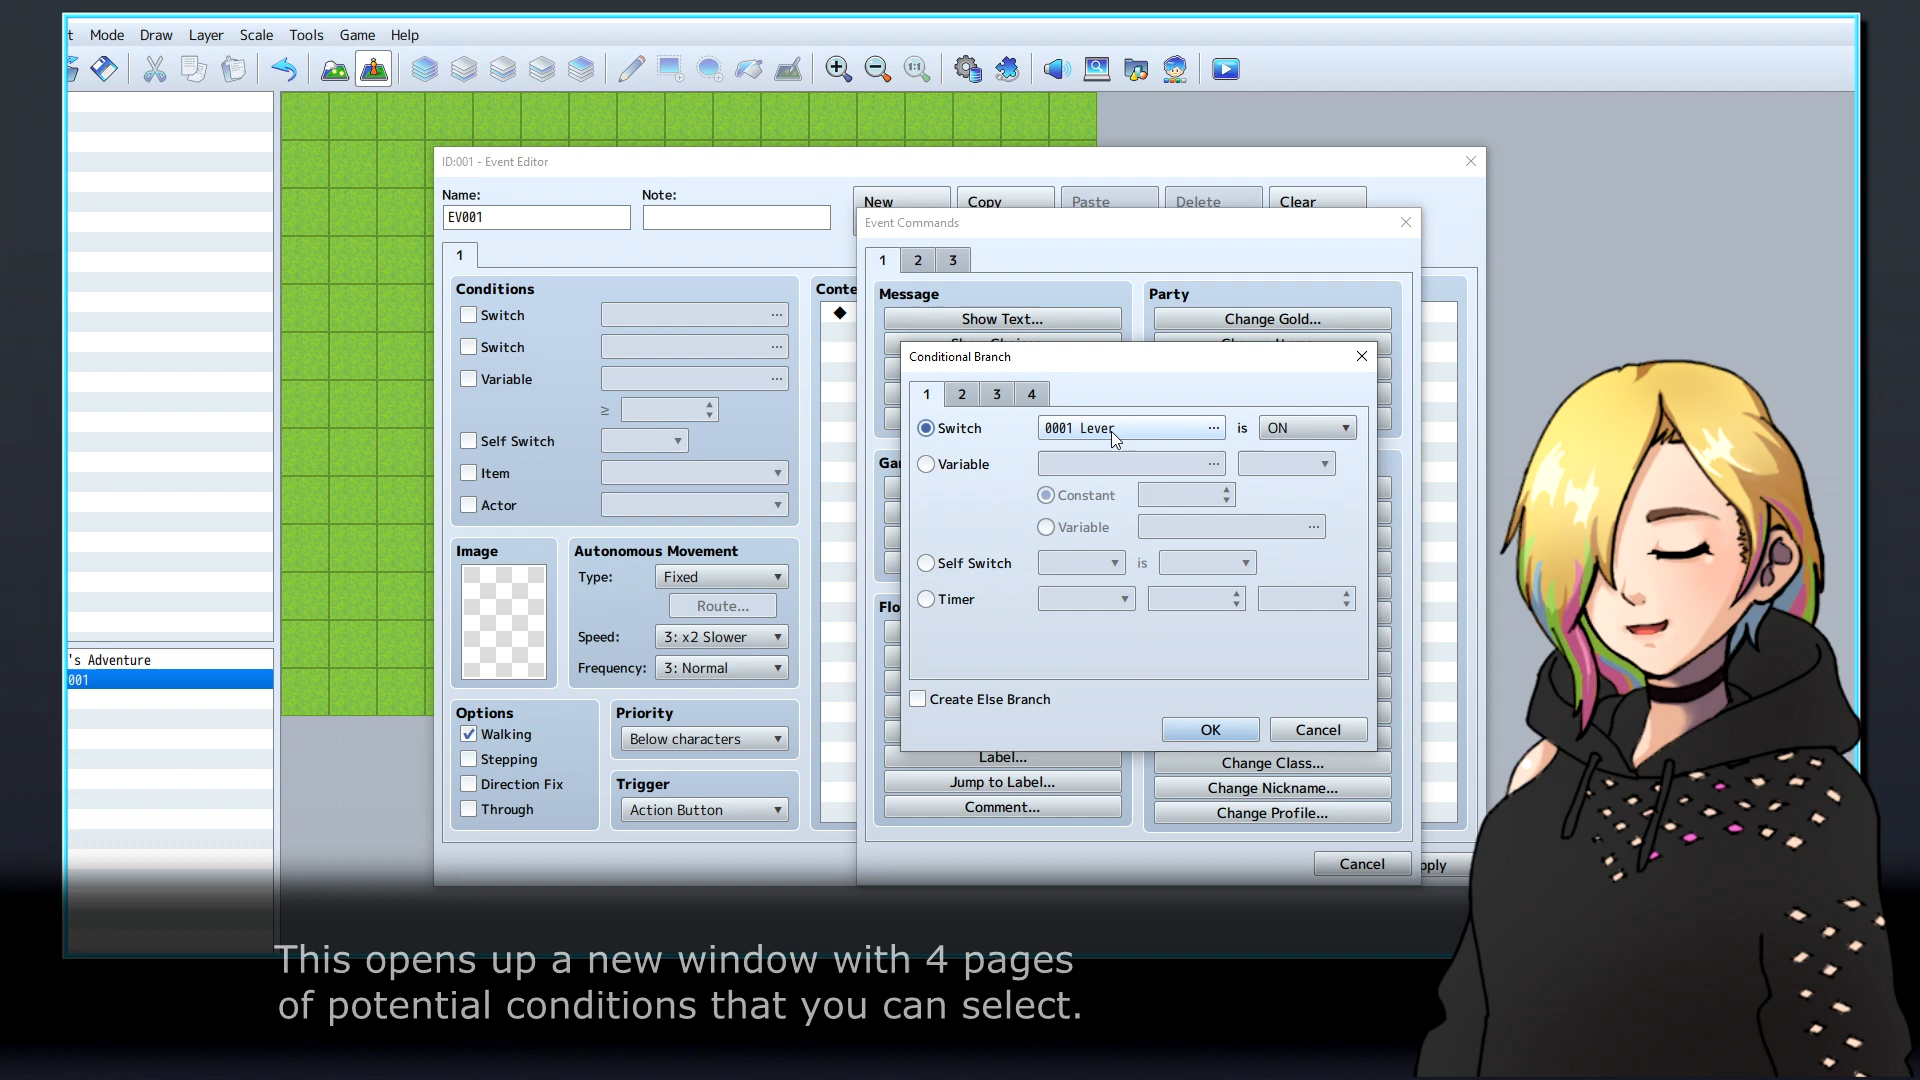 t Mode Draw Layer Scale Tools Game Help
1:1
ID:001 - Event Editor
Name:
Note:
New
Copy
Paste
Delete
Clear
EV001
Event Commands
1
1 2 3
Conditions
Switch ...
Switch ...
Variable ...
≥
Self Switch
Item
Actor
Conte
Message
Party
Show Text...
Change Gold...
Conditional Branch
1 2 3 4
Switch 0001 Lever ... is ON
Variable ...
Constant
Variable ...
Self Switch is
Timer
Create Else Branch
OK
Cancel
Ga
Flo
Image
Autonomous Movement
Type: Fixed
Route...
Speed: 3: x2 Slower
Frequency: 3: Normal
's Adventure
001
Options
Walking
Stepping
Direction Fix
Through
Priority
Below characters
Trigger
Action Button
Label...
Jump to Label...
Comment...
Change Class...
Change Nickname...
Change Profile...
Cancel
pply
This opens up a new window with 4 pages
of potential conditions that you can select.